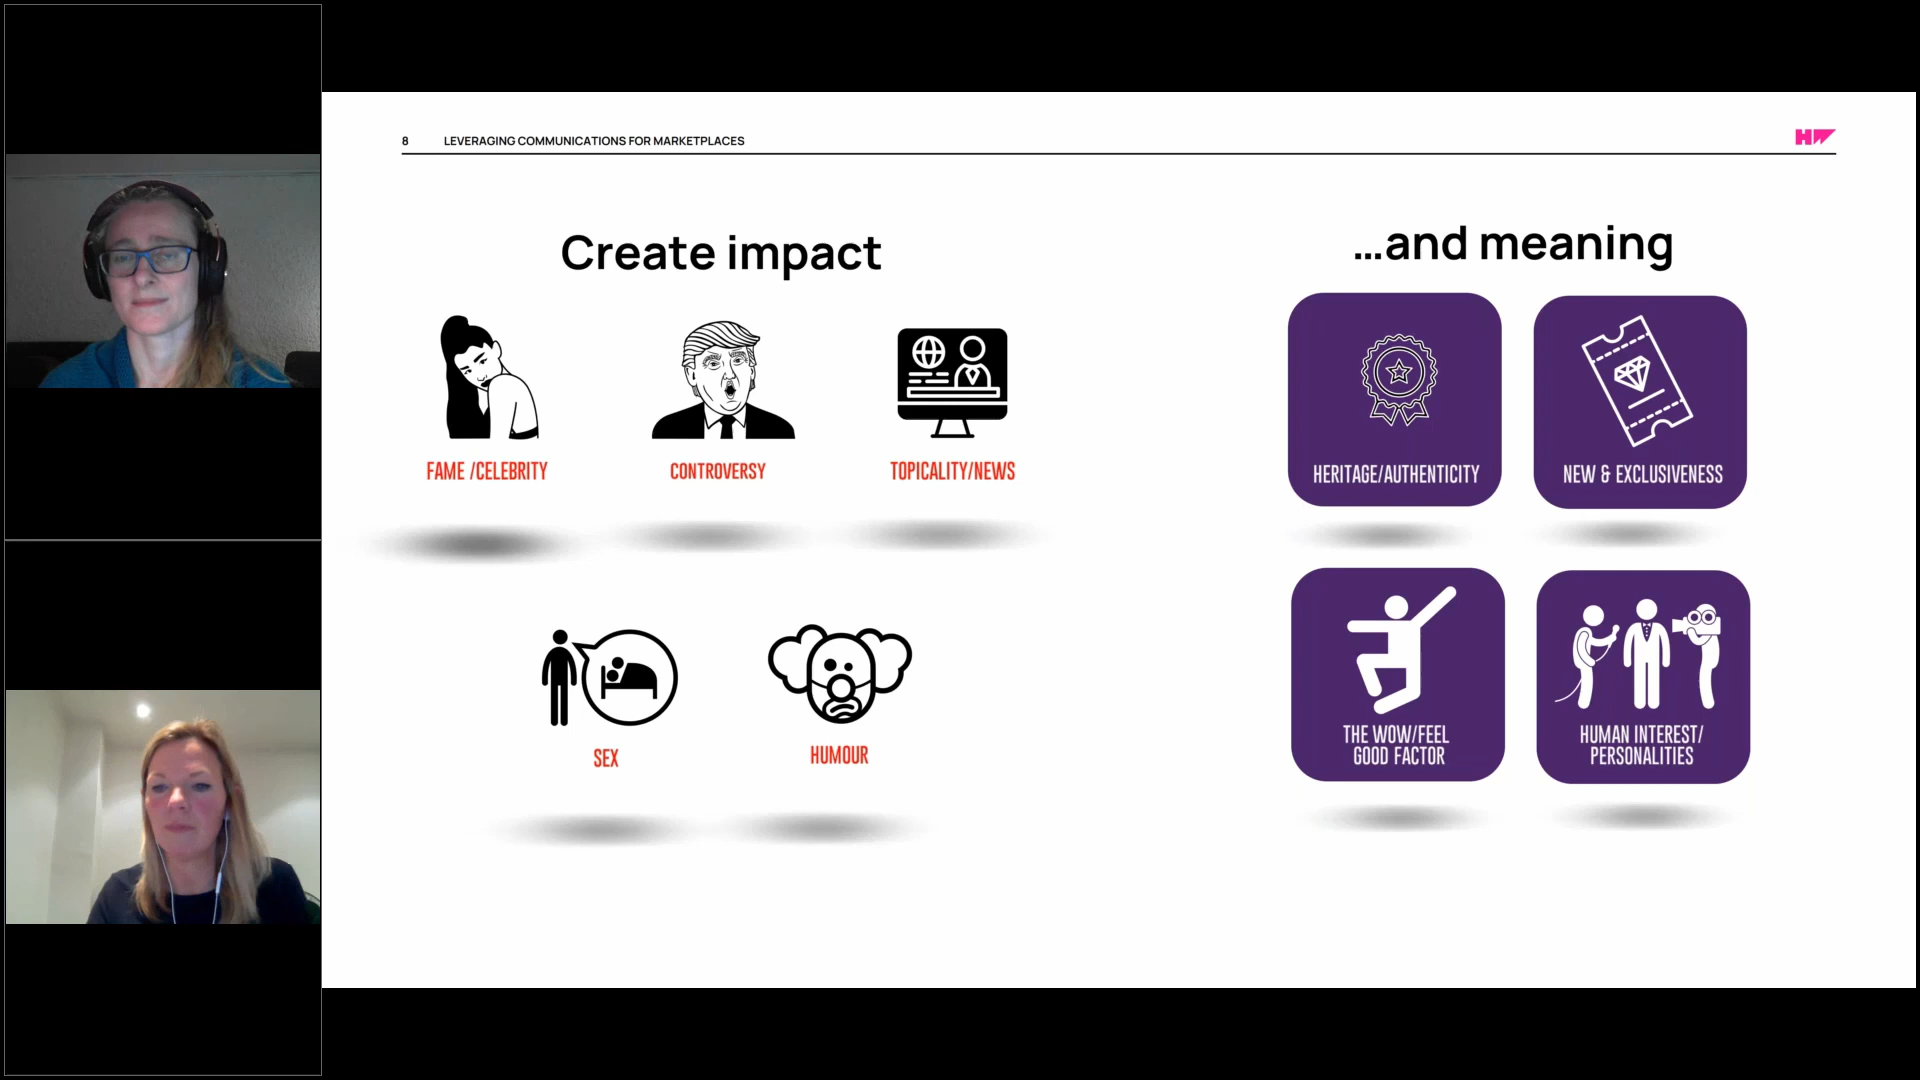 8 LEVERAGING COMMUNICATIONS FOR MARKETPLACES
HW
Create impact
FAME /CELEBRITY
CONTROVERSY
TOPICALITY/NEWS
SEX
HUMOUR
...and meaning
HERITAGE/AUTHENTICITY
NEW & EXCLUSIVENESS
THE WOW/FEEL
GOOD FACTOR
HUMAN INTEREST/
PERSONALITIES